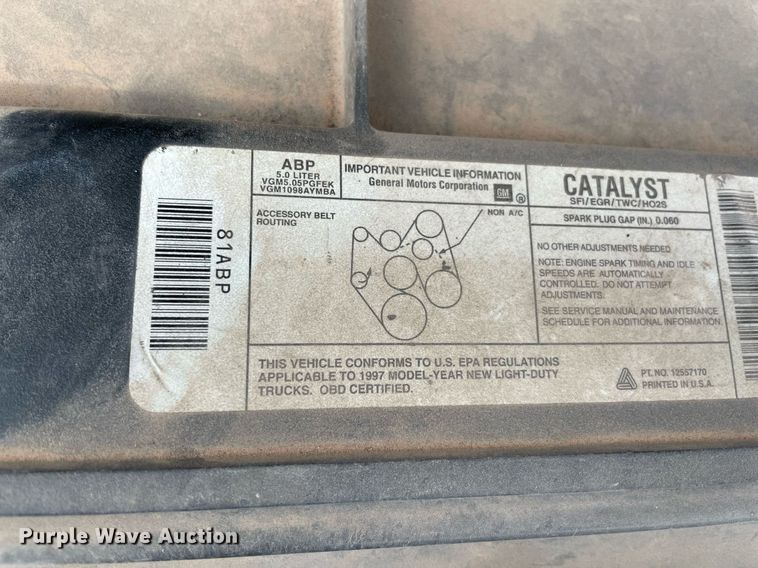 81ABP
ABP
5.0 LITER
VGM5.05PGFEK
VGM1098AYMBA
IMPORTANT VEHICLE INFORMATION
General Motors Corporation
GM
®
ACCESSORY BELT
ROUTING
NON A/C
THIS VEHICLE CONFORMS TO U.S. EPA REGULATIONS
APPLICABLE TO 1997 MODEL-YEAR NEW LIGHT-DUTY
TRUCKS. OBD CERTIFIED.
CATALYST
SFI/EGR/TWC/HO2S
SPARK PLUG GAP (IN.) 0.060
NO OTHER ADJUSTMENTS NEEDED
NOTE: ENGINE SPARK TIMING AND IDLE
SPEEDS ARE AUTOMATICALLY
CONTROLLED. DO NOT ATTEMPT
ADJUSTMENTS.
SEE SERVICE MANUAL AND MAINTENANCE
SCHEDULE FOR ADDITIONAL INFORMATION.
PT. NO. 12557170
PRINTED IN U.S.A.
Purple Wave Auction